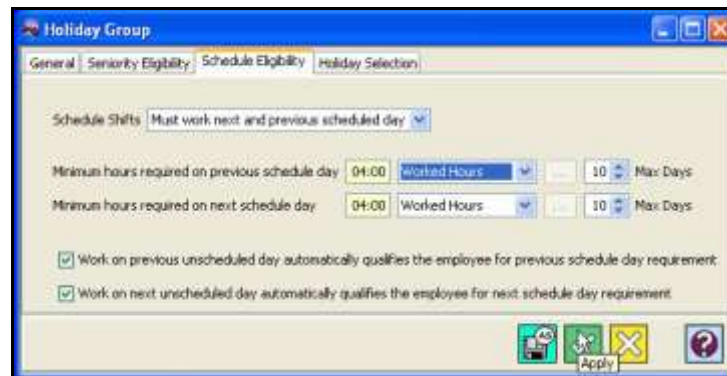 Holiday Group
General Seniority Eligibility Schedule Eligibility Holiday Selection
Schedule Shifts Must work next and previous scheduled day
Minimum hours required on previous schedule day 04:00 Worked Hours ... 10 Max Days
Minimum hours required on next schedule day 04:00 Worked Hours ... 10 Max Days
Work on previous unscheduled day automatically qualifies the employee for previous schedule day requirement
Work on next unscheduled day automatically qualifies the employee for next schedule day requirement
AS
?
Apply